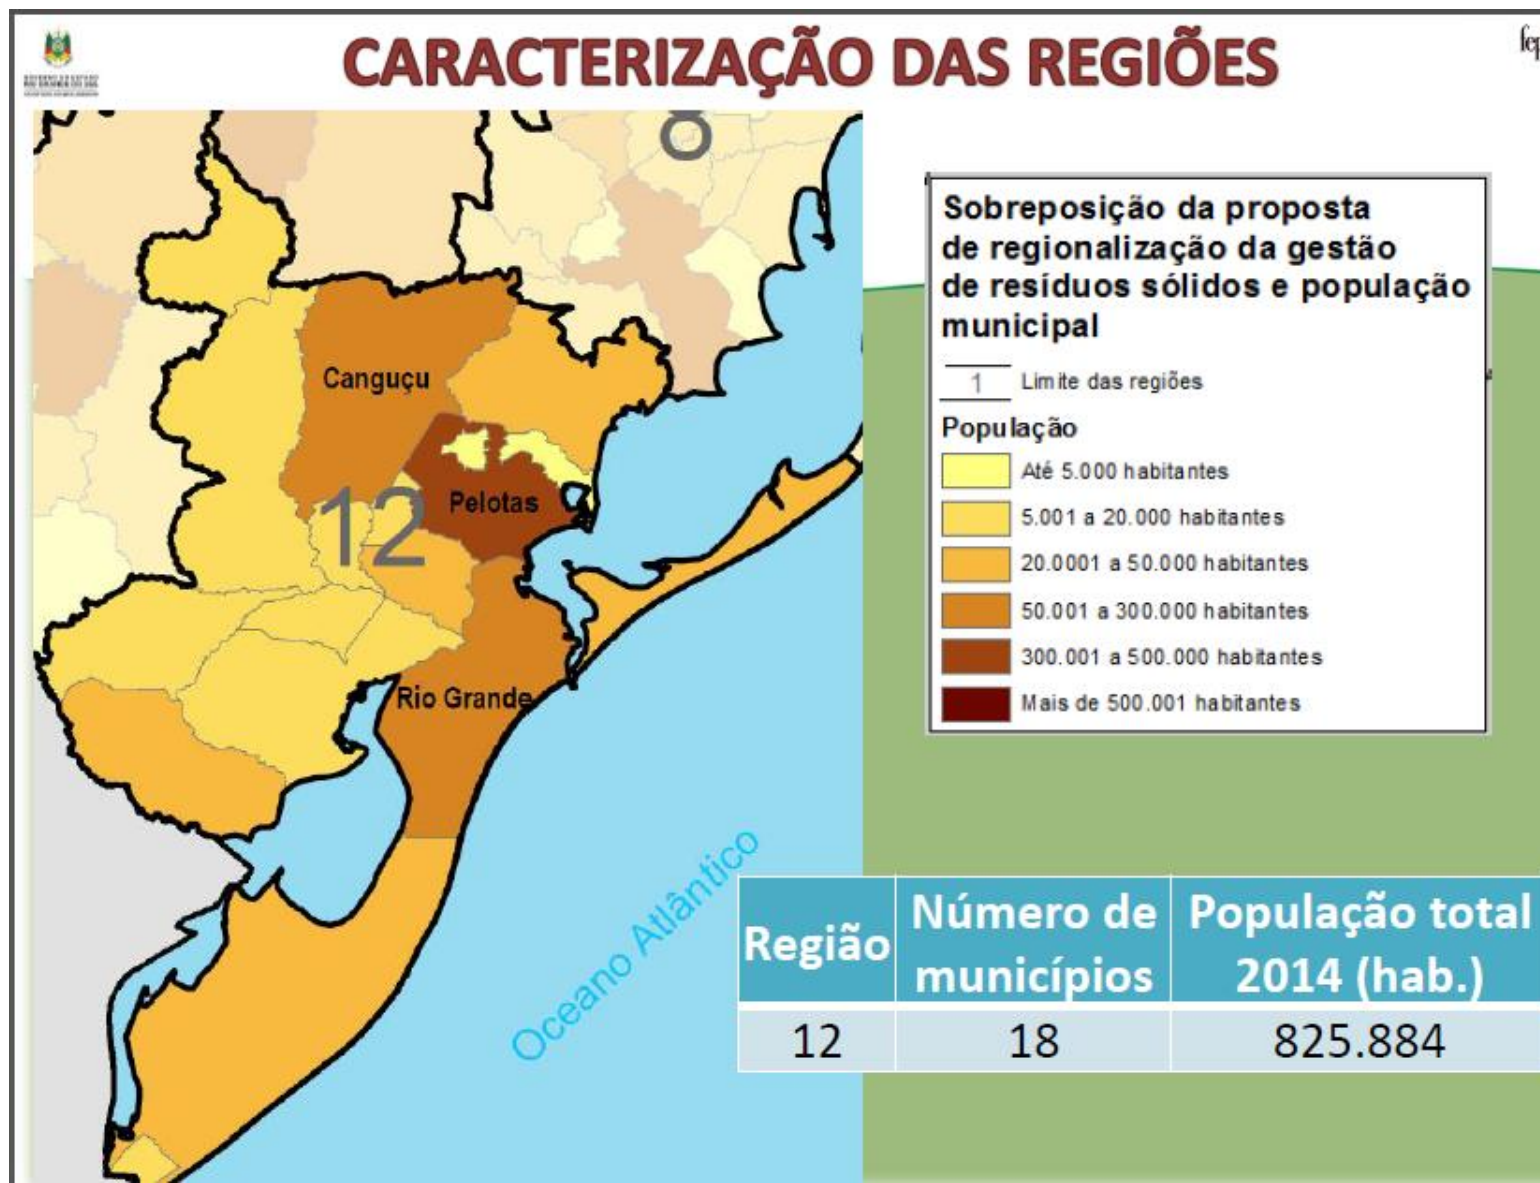 CARACTERIZAÇÃO DAS REGIÕES
8
Canguçu
12
Pelotas
Rio Grande
Oceano Atlântico
Sobreposição da proposta
de regionalização da gestão
de resíduos sólidos e população
municipal
1 Limite das regiões
População
Até 5.000 habitantes
5.001 a 20.000 habitantes
20.0001 a 50.000 habitantes
50.001 a 300.000 habitantes
300.001 a 500.000 habitantes
Mais de 500.001 habitantes
Região
Número de
municípios
População total
2014 (hab.)
12 18 825.884